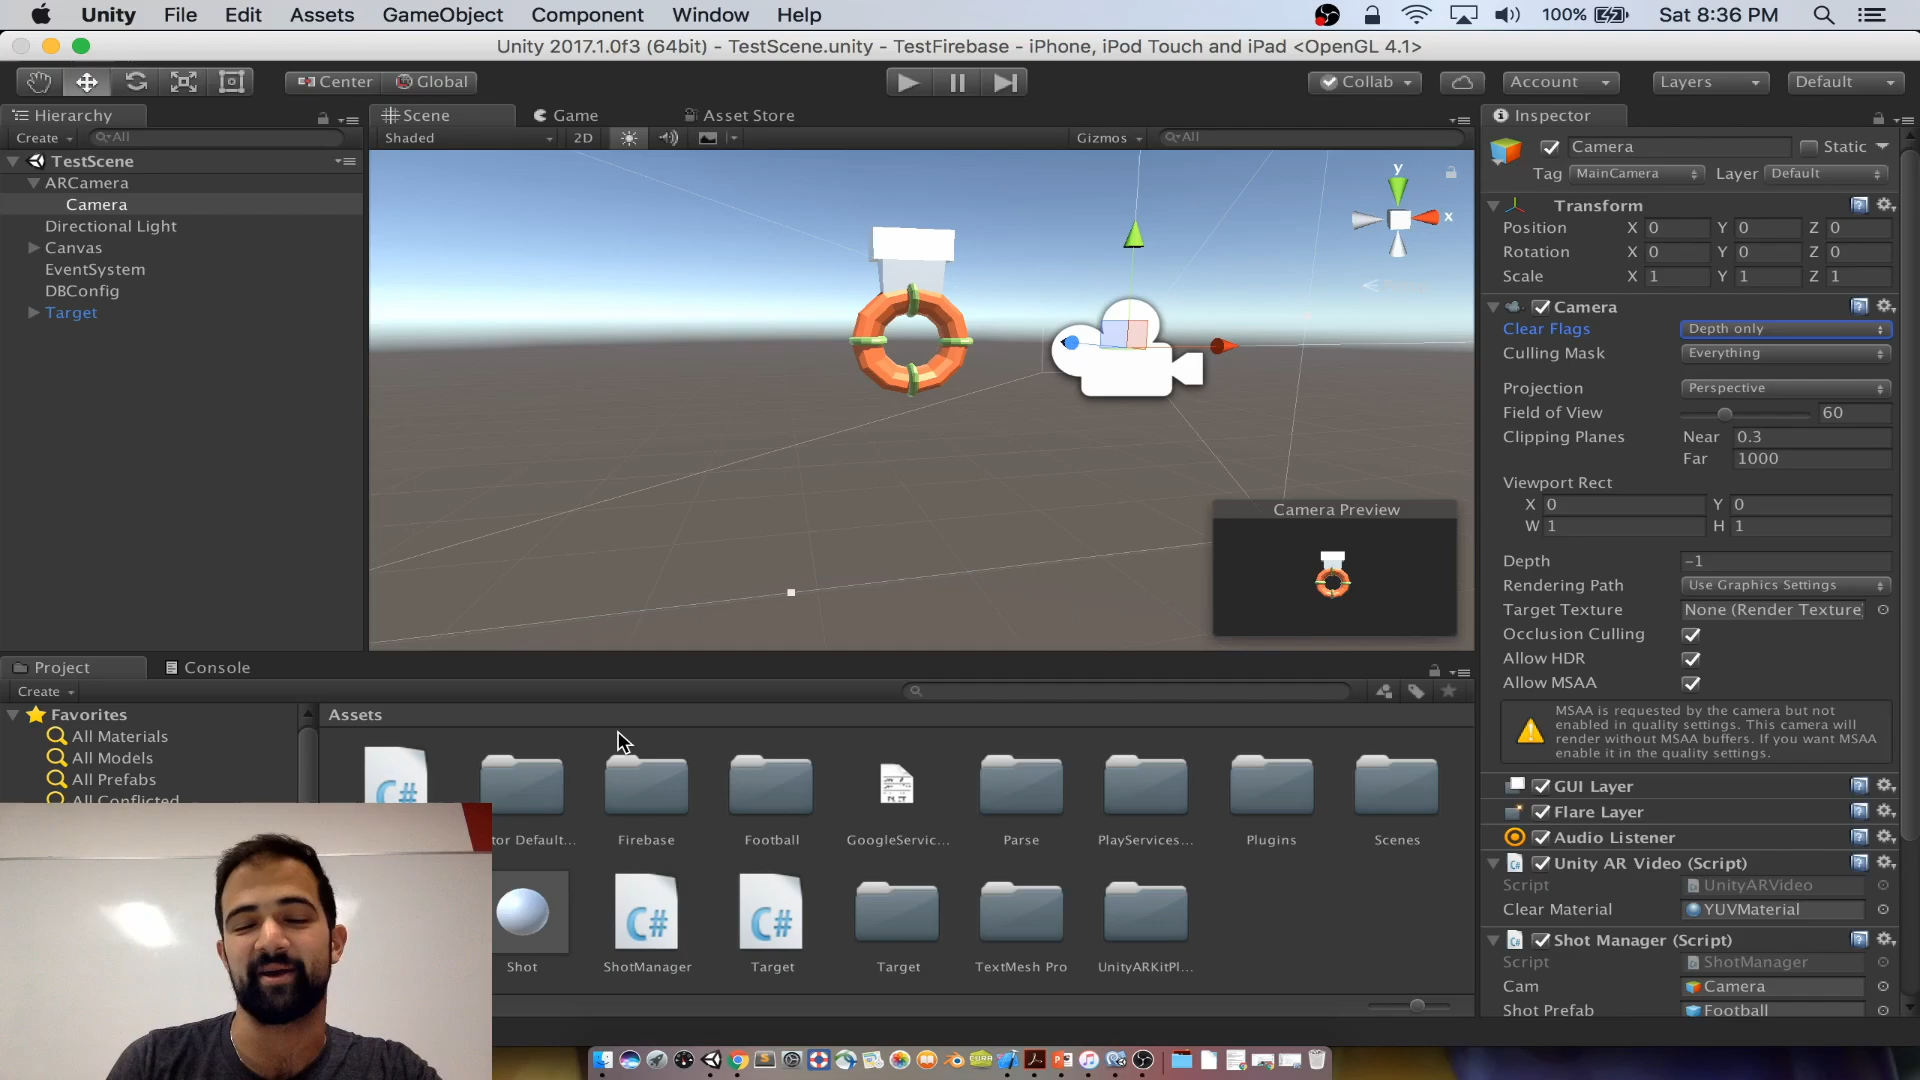 Unity File Edit Assets GameObject Component Window Help 100% Sat 8:36 PM
Unity 2017.1.0f3 (64bit) - TestScene.unity - TestFirebase - iPhone, iPod Touch and iPad <OpenGL 4.1>
Center Global Collab Account Layers Default
Hierarchy
Create All
TestScene
ARCamera
Camera
Directional Light
Canvas
EventSystem
DBConfig
Target
Scene Game Asset Store
Shaded 2D Gizmos All
y
x
Camera Preview
Inspector
Camera Static
Tag MainCamera Layer Default
Transform
Position X 0 Y 0 Z 0
Rotation X 0 Y 0 Z 0
Scale X 1 Y 1 Z 1
Camera
Clear Flags Depth only
Culling Mask Everything
Projection Perspective
Field of View 60
Clipping Planes Near 0.3
Far 1000
Viewport Rect
X 0 Y 0
W 1 H 1
Depth -1
Rendering Path Use Graphics Settings
Target Texture None (Render Texture
Occlusion Culling
Allow HDR
Allow MSAA
MSAA is requested by the camera but not
enabled in quality settings. This camera will
render without MSAA buffers. If you want MSAA
enable it in the quality settings.
GUI Layer
Flare Layer
Audio Listener
Unity AR Video (Script)
Script UnityARVideo
Clear Material YUVMaterial
Shot Manager (Script)
Script ShotManager
Cam Camera
Shot Prefab Football
Project Console
Create
Favorites
All Materials
All Models
All Prefabs
All Conflicted
Assets
C#
tor Default... Firebase Football GoogleServic... Parse PlayServices... Plugins Scenes
C# C#
Shot ShotManager Target Target TextMesh Pro UnityARKitPl...